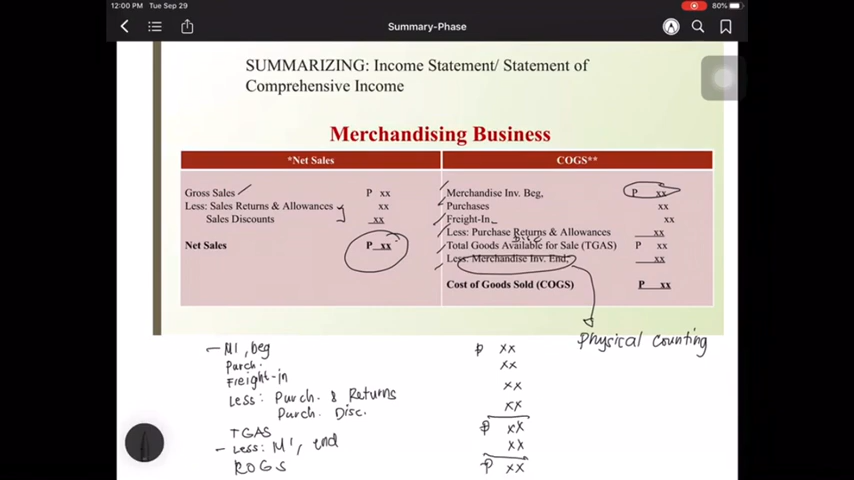 12:00 PM Tue Sep 29
80%
Summary-Phase
SUMMARIZING: Income Statement/ Statement of
Comprehensive Income
Merchandising Business
*Net Sales
Gross Sales P xx
Less: Sales Returns & Allowances xx
Sales Discounts xx
Net Sales P xx
COGS**
Merchandise Inv. Beg, P xx
Purchases xx
Freight-In xx
Less: Purchase Returns & Allowances xx
Disc
Total Goods Available for Sale (TGAS) P xx
Less: Merchandise Inv. End, xx
Cost of Goods Sold (COGS) P xx
Physical counting
- MI, beg P xx
Purch. xx
Freight-in xx
Less: Purch. & Returns xx
Purch. Disc.
TGAS P xx
- Less: MI, end xx
COGS P xx